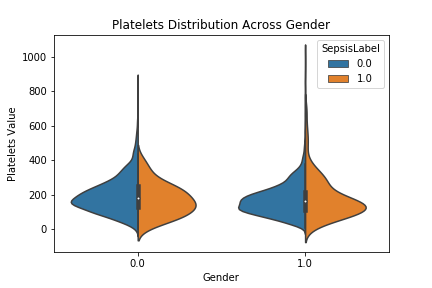 Platelets Distribution Across Gender
SepsisLabel
0.0
1.0
1000
800
600
400
200
0
Platelets Value
0.0
1.0
Gender